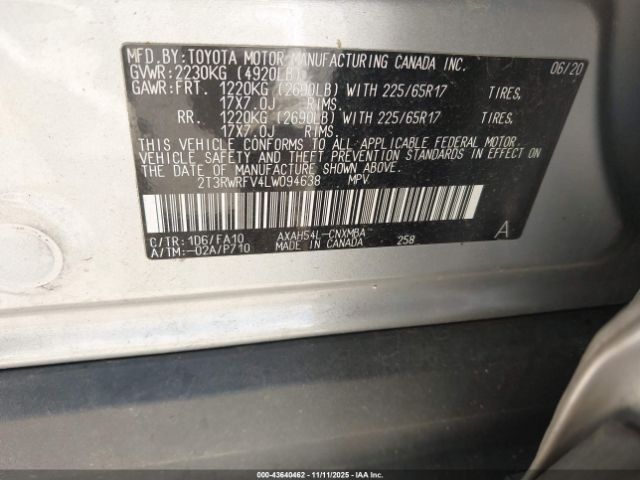 MFD.BY:TOYOTA MOTOR MANUFACTURING CANADA INC. 06/20
GVWR:2230KG (4920LB)
GAWR:FRT. 1220KG (2690LB) WITH 225/65R17 TIRES,
17X7.0J RIMS.
RR. 1220KG (2690LB) WITH 225/65R17 TIRES,
17X7.0J RIMS.
THIS VEHICLE CONFORMS TO ALL APPLICABLE FEDERAL MOTOR
VEHICLE SAFETY AND THEFT PREVENTION STANDARDS IN EFFECT ON
THE DATE OF MANUFACTURE SHOWN ABOVE.
2T3RWRFV4LW094638 MPV.
C/TR:1D6/FA10 AXAH54L-CNXMBA A
A/TM:-02A/P710 MADE IN CANADA 258
000-43640462 - 11/11/2025 - IAAI.COM